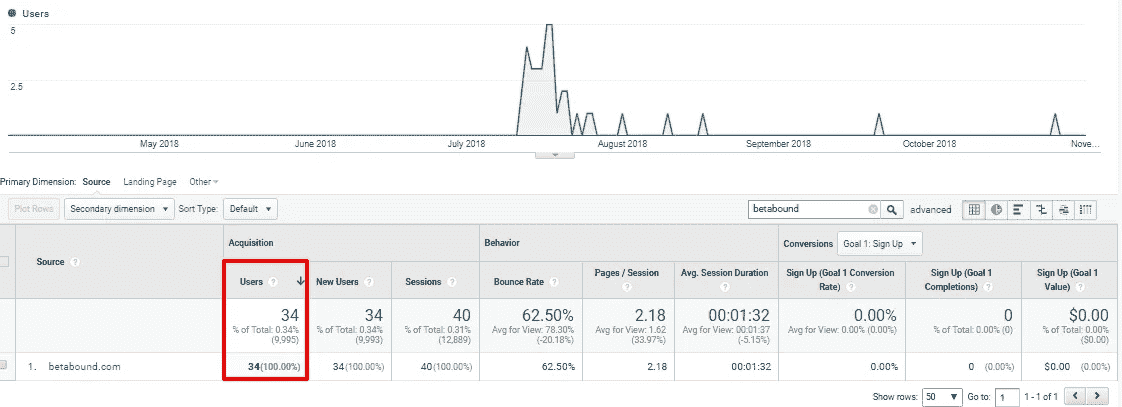 Users
5
2.5
May 2018 June 2018 July 2018 August 2018 September 2018 October 2018 Nove...
Primary Dimension: Source Landing Page Other
Plot Rows Secondary dimension Sort Type: Default betabound advanced
Acquisition Behavior Conversions Goal 1: Sign Up
Source ? Users ? New Users ? Sessions ? Bounce Rate ? Pages / Session ? Avg. Session Duration ? Sign Up (Goal 1 Conversion Rate) ? Sign Up (Goal 1 Completions) ? Sign Up (Goal 1 Value) ?
34 34 40 62.50% 2.18 00:01:32 0.00% 0 $0.00
% of Total: 0.34% % of Total: 0.34% % of Total: 0.31% Avg for View: 78.30% Avg for View: 1.62 Avg for View: 00:01:37 Avg for View: 0.00% (0.00%) % of Total: 0.00% (0) % of Total: 0.00%
(9,995) (9,993) (12,889) (-20.18%) (33.97%) (-5.15%) ($0.00)
1. betabound.com 34(100.00%) 34(100.00%) 40(100.00%) 62.50% 2.18 00:01:32 0.00% 0 (0.00%) $0.00 (0.00%)
Show rows: 50 Go to: 1 1 - 1 of 1